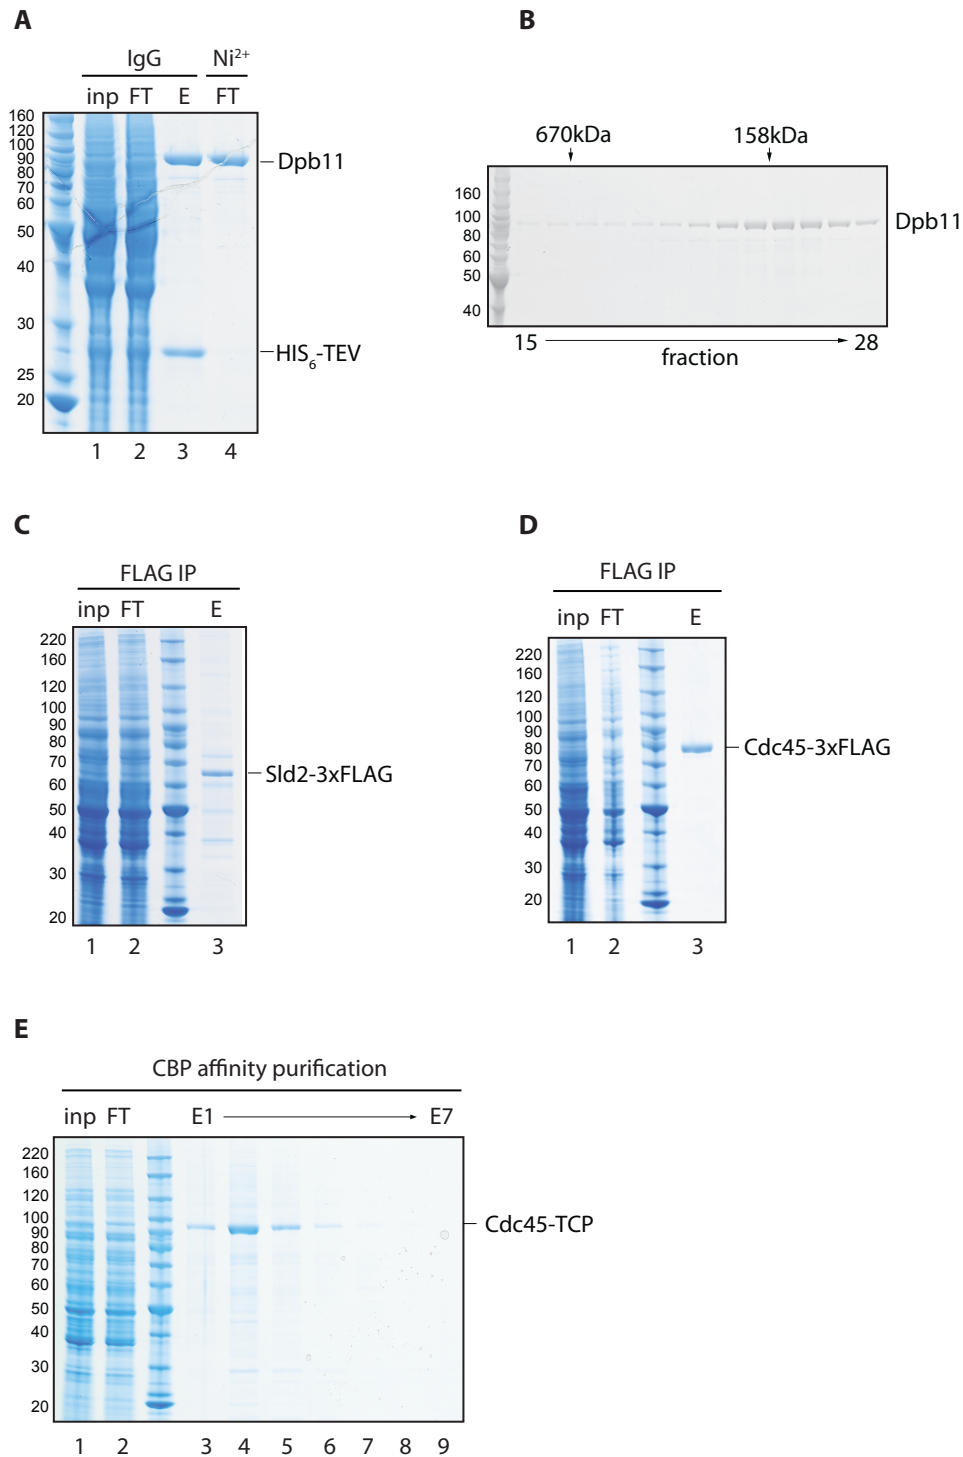 A
IgG Ni²⁺
inp FT E FT
160
120
100
90
80
70
60
50
40
30
25
20
Dpb11
HIS₆-TEV
1 2 3 4
B
670kDa 158kDa
160
100
80
60
50
40
Dpb11
15 28
fraction
C
FLAG IP
inp FT E
220
160
120
100
90
80
70
60
50
40
30
20
Sld2-3xFLAG
1 2 3
D
FLAG IP
inp FT E
220
160
120
100
90
80
70
60
50
40
30
20
Cdc45-3xFLAG
1 2 3
E
CBP affinity purification
inp FT E1 E7
220
160
120
100
90
80
70
60
50
40
30
20
Cdc45-TCP
1 2 3 4 5 6 7 8 9